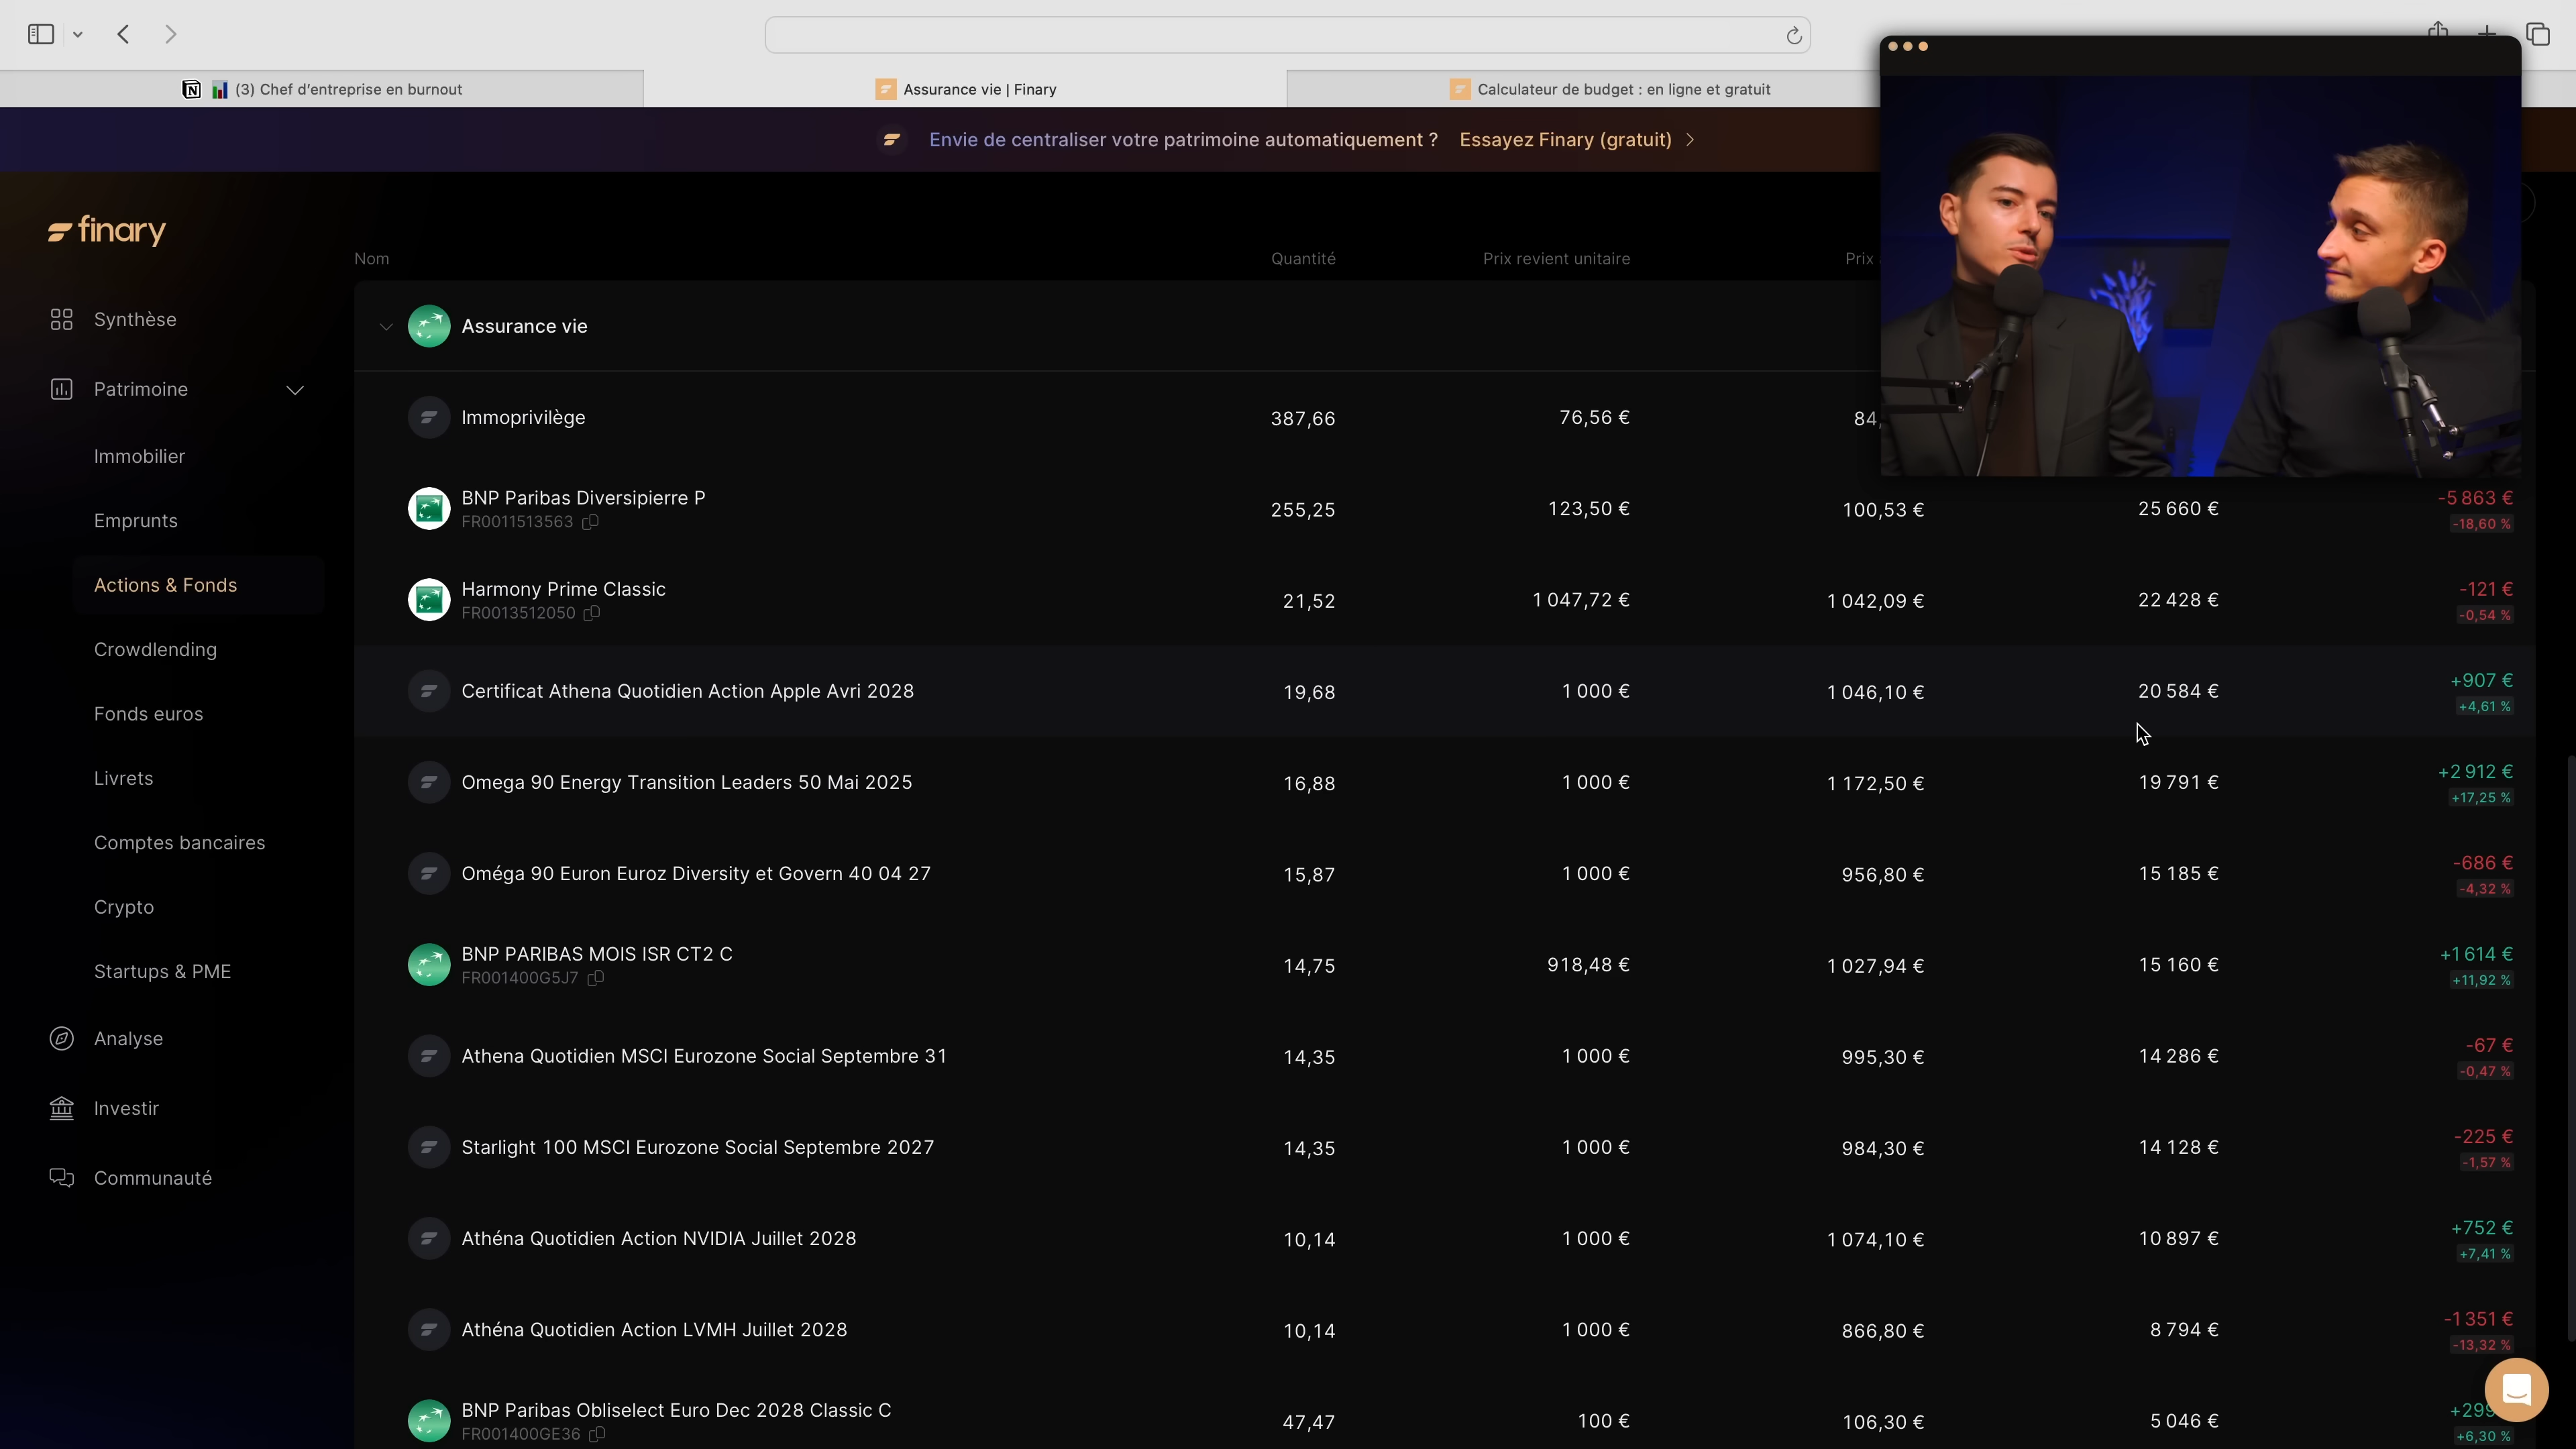 (3) Chef d'entreprise en burnout
Assurance vie | Finary
Calculateur de budget : en ligne et gratuit
Envie de centraliser votre patrimoine automatiquement ? Essayez Finary (gratuit)
finary
Synthèse
Patrimoine
Immobilier
Emprunts
Actions & Fonds
Crowdlending
Fonds euros
Livrets
Comptes bancaires
Crypto
Startups & PME
Analyse
Investir
Communauté
Nom Quantité Prix revient unitaire Prix
Assurance vie
Immoprivilège 387,66 76,56 € 84,
BNP Paribas Diversipierre P 255,25 123,50 € 100,53 € 25 660 € -5 863 €
FR0011513563 -18,60 %
Harmony Prime Classic 21,52 1 047,72 € 1 042,09 € 22 428 € -121 €
FR0013512050 -0,54 %
Certificat Athena Quotidien Action Apple Avri 2028 19,68 1 000 € 1 046,10 € 20 584 € +907 €
+4,61 %
Omega 90 Energy Transition Leaders 50 Mai 2025 16,88 1 000 € 1 172,50 € 19 791 € +2 912 €
+17,25 %
Oméga 90 Euron Euroz Diversity et Govern 40 04 27 15,87 1 000 € 956,80 € 15 185 € -686 €
-4,32 %
BNP PARIBAS MOIS ISR CT2 C 14,75 918,48 € 1 027,94 € 15 160 € +1 614 €
FR001400G5J7 +11,92 %
Athena Quotidien MSCI Eurozone Social Septembre 31 14,35 1 000 € 995,30 € 14 286 € -67 €
-0,47 %
Starlight 100 MSCI Eurozone Social Septembre 2027 14,35 1 000 € 984,30 € 14 128 € -225 €
-1,57 %
Athéna Quotidien Action NVIDIA Juillet 2028 10,14 1 000 € 1 074,10 € 10 897 € +752 €
+7,41 %
Athéna Quotidien Action LVMH Juillet 2028 10,14 1 000 € 866,80 € 8 794 € -1 351 €
-13,32 %
BNP Paribas Obliselect Euro Dec 2028 Classic C 47,47 100 € 106,30 € 5 046 € +299
FR001400GE36 +6,30 %